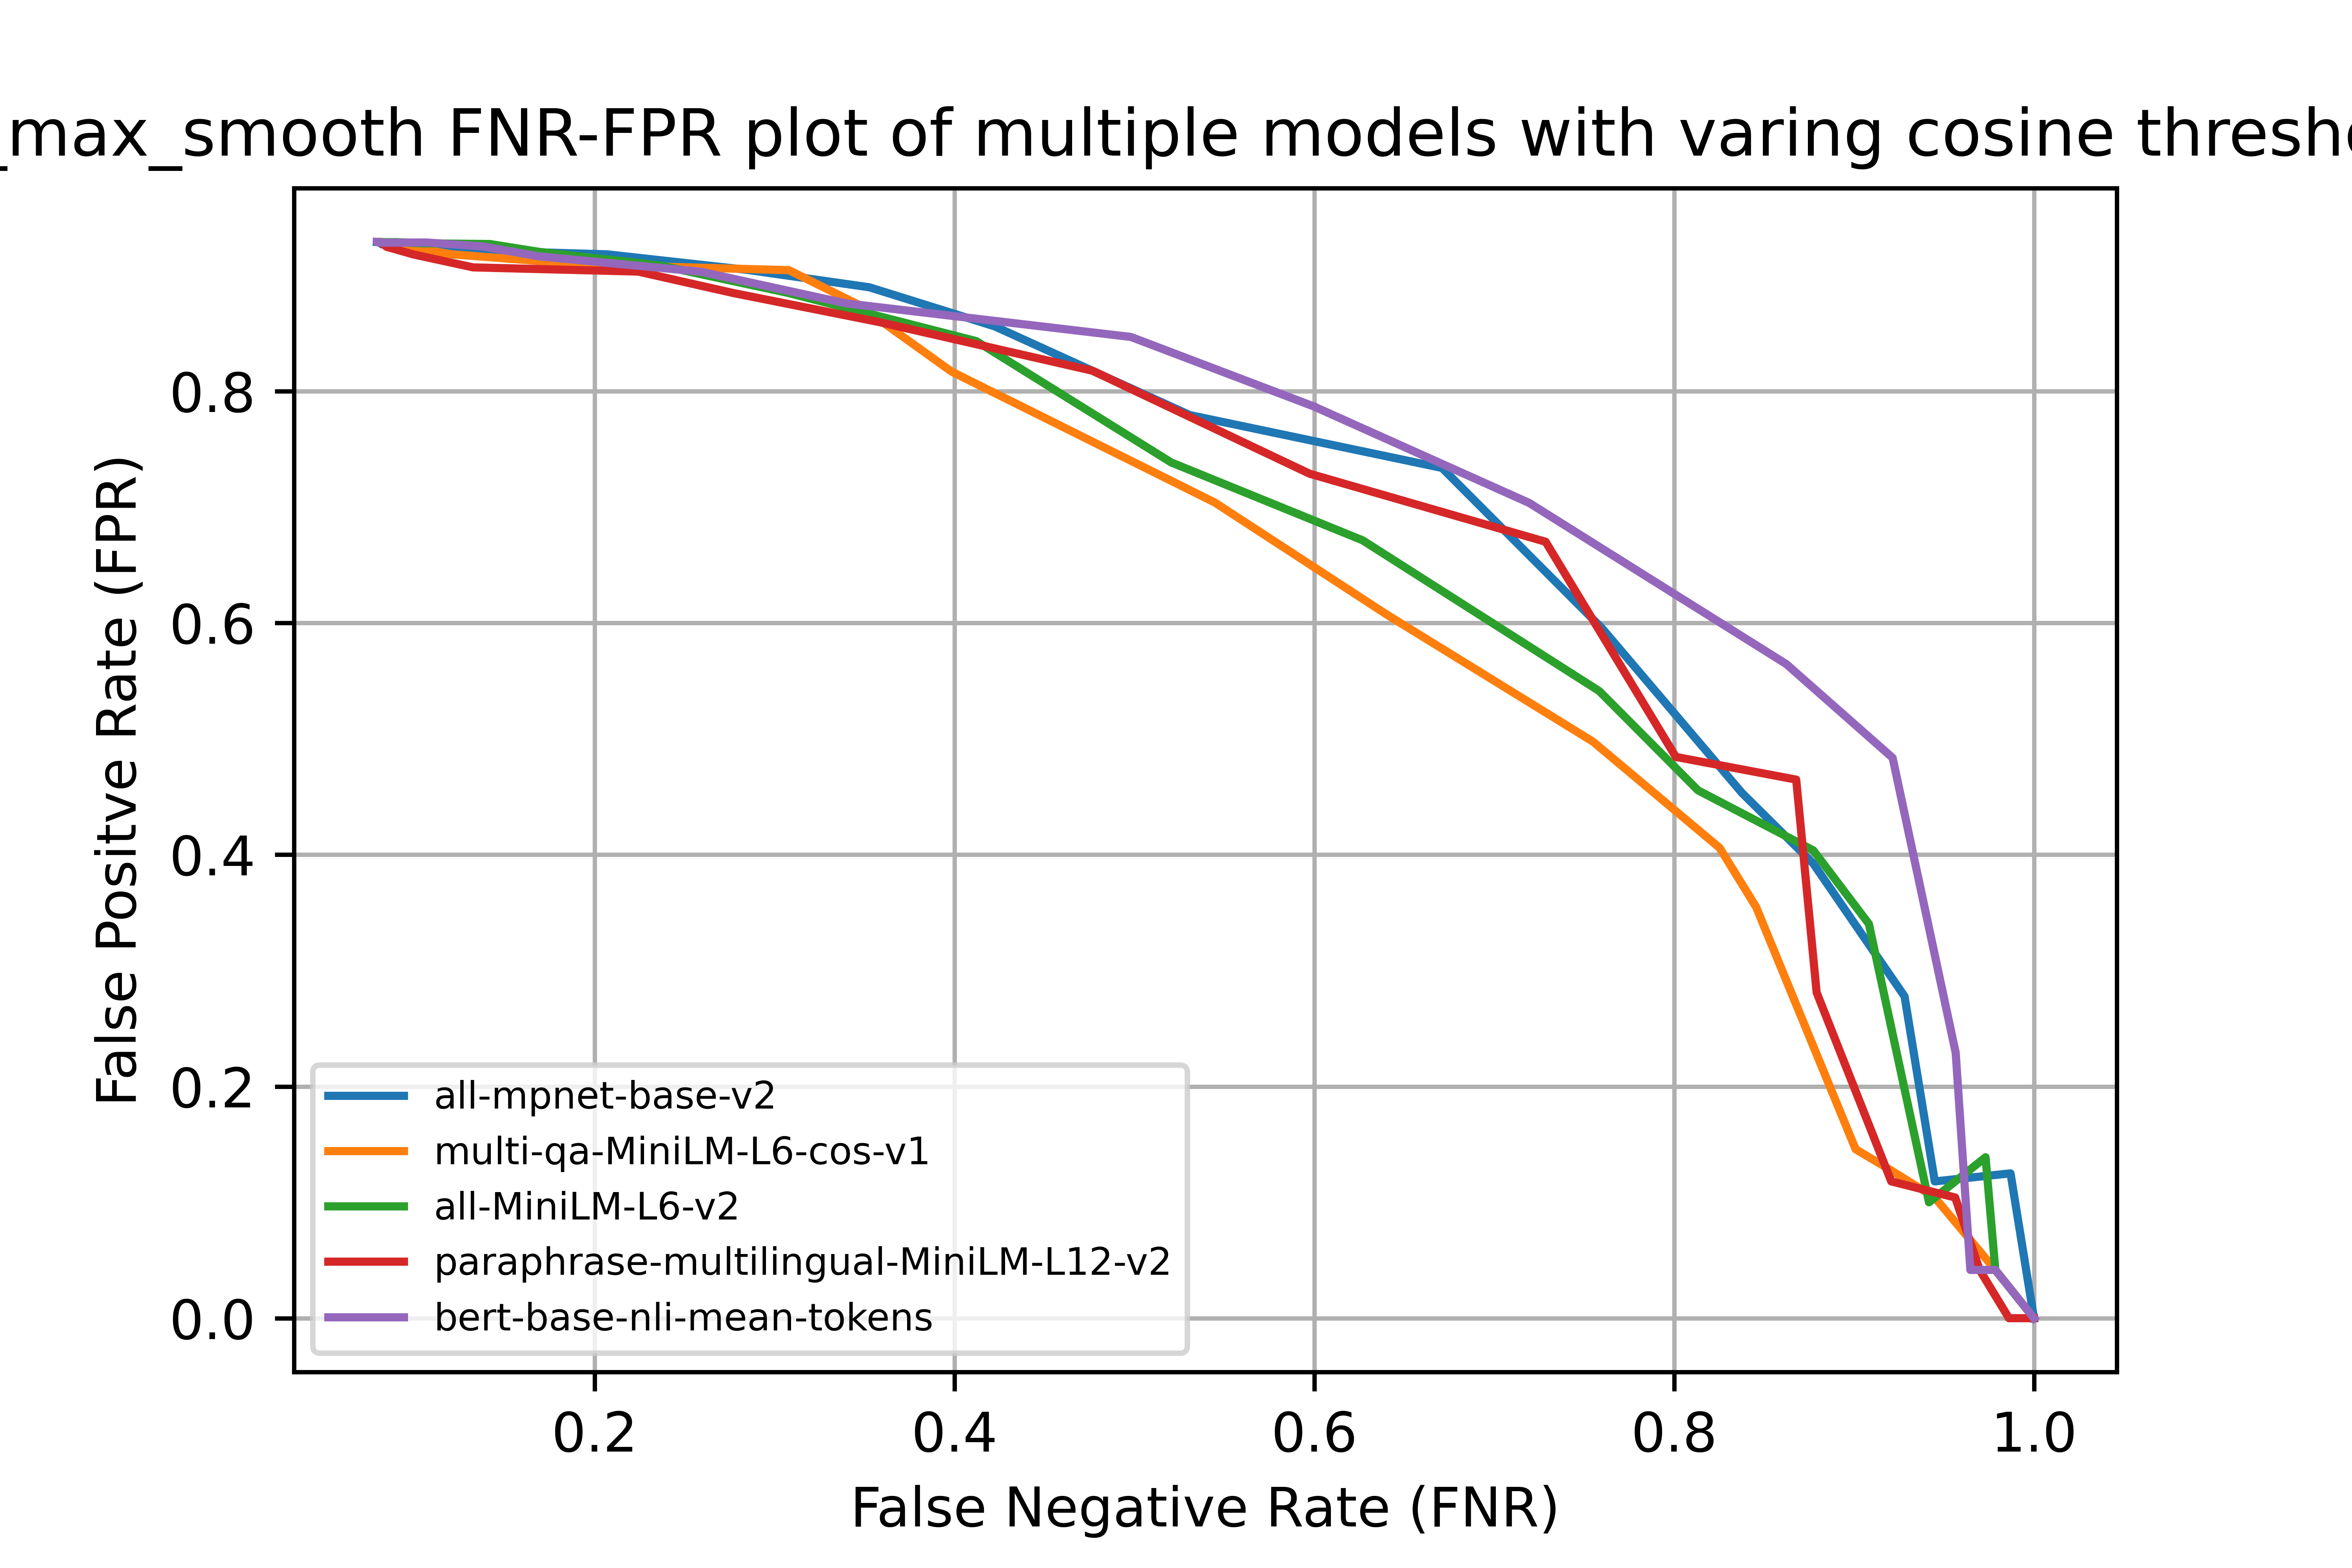 _max_smooth FNR-FPR plot of multiple models with varing cosine
False Positve Rate (FPR)
0.8
0.6
0.4
0.2
0.0
all-mpnet-base-v2
multi-qa-MiniLM-L6-cos-v1
all-MiniLM-L6-v2
paraphrase-multilingual-MiniLM-L12-v2
bert-base-nli-mean-tokens
0.2 0.4 0.6 0.8 1.0
False Negative Rate (FNR)